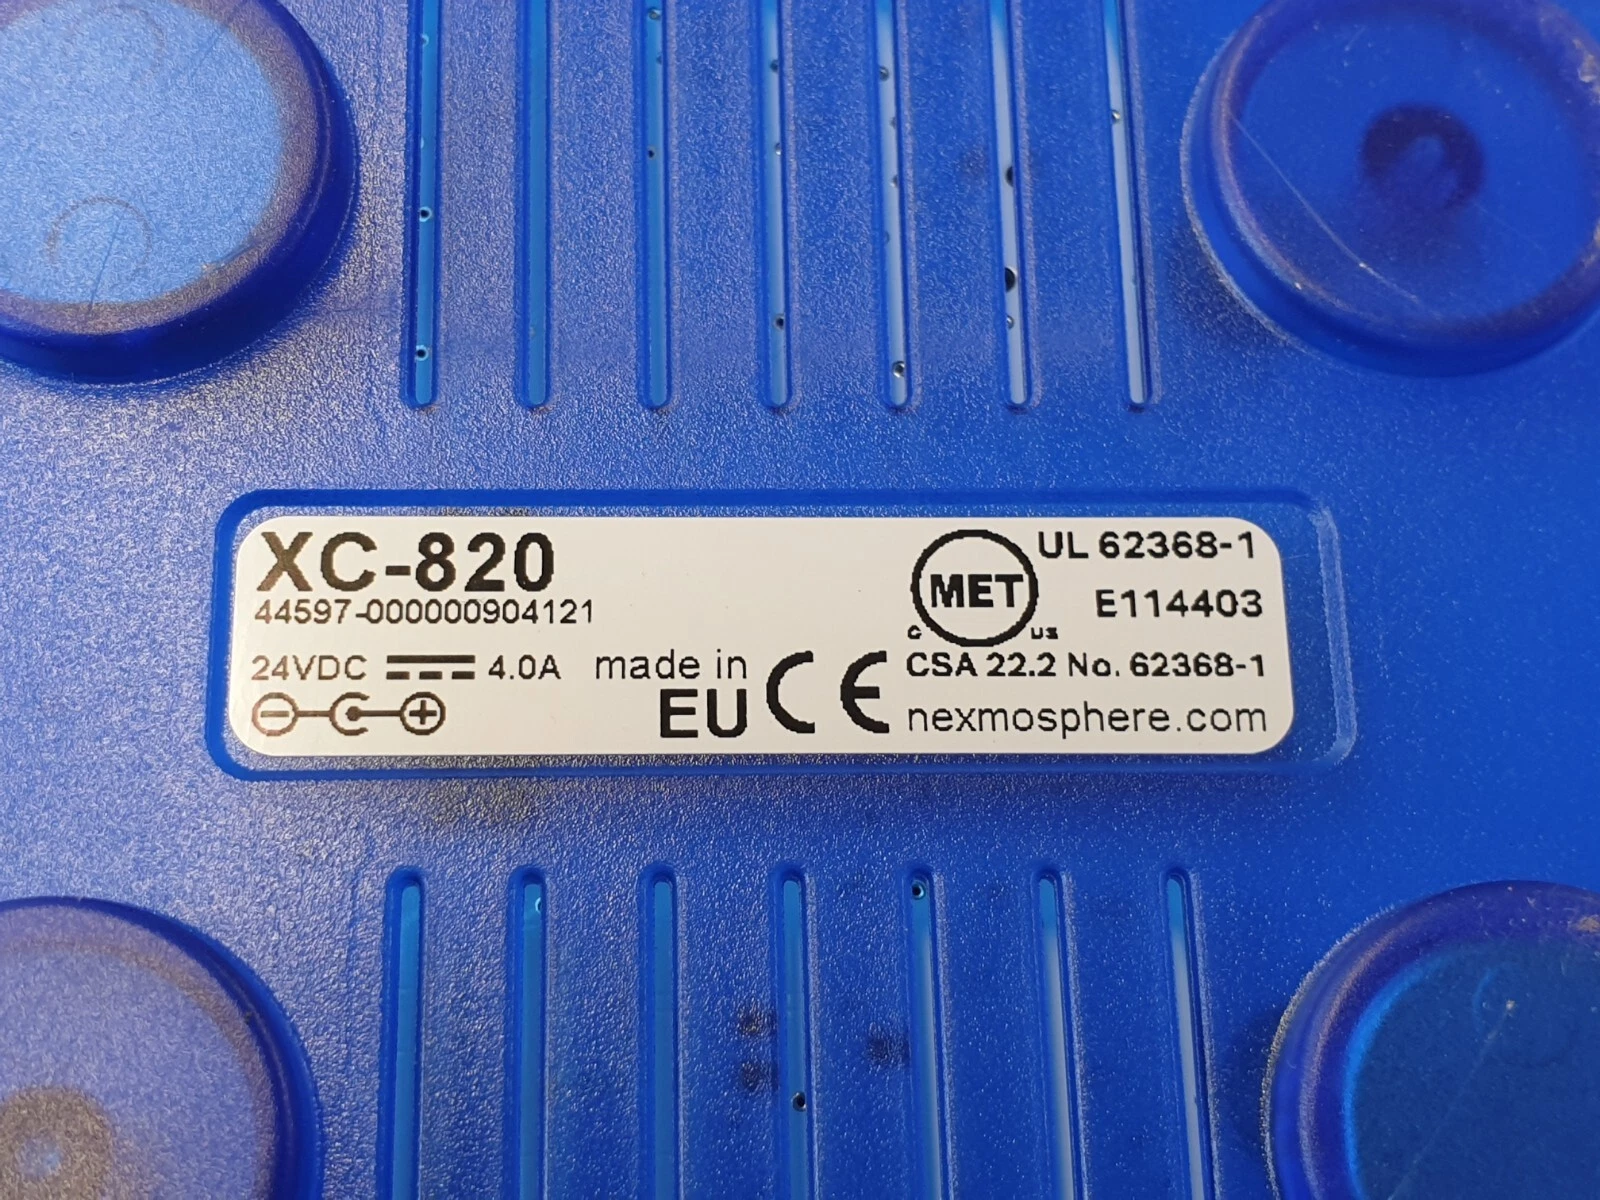 XC-820
44597-000000904121
24VDC 4.0A
made in
EU
CE
MET
C US
UL 62368-1
E114403
CSA 22.2 No. 62368-1
nexmosphere.com